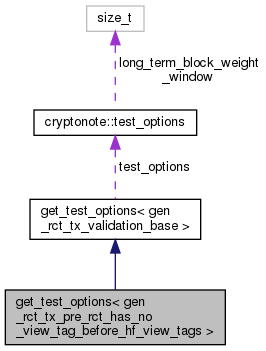 size_t
long_term_block_weight
_window
cryptonote::test_options
test_options
get_test_options< gen
_rct_tx_validation_base >
get_test_options< gen
_rct_tx_pre_rct_has_no
_view_tag_before_hf_view_tags >